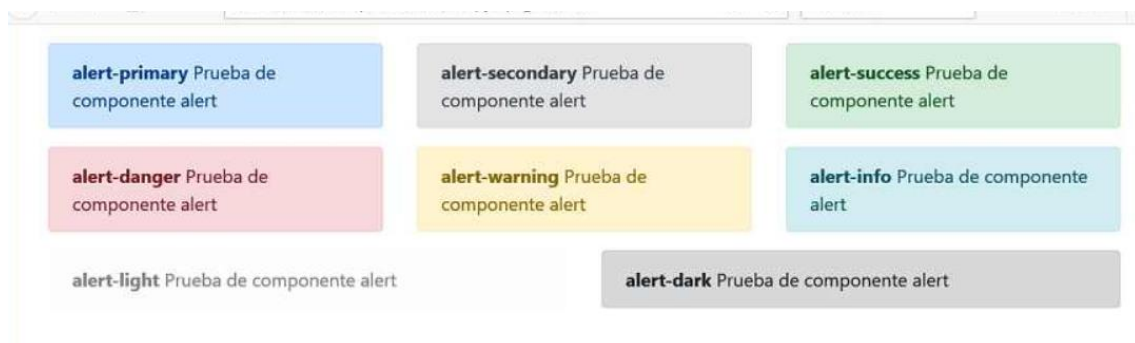 alert-primary Prueba de
componente alert
alert-secondary Prueba de
componente alert
alert-success Prueba de
componente alert
alert-danger Prueba de
componente alert
alert-warning Prueba de
componente alert
alert-info Prueba de componente
alert
alert-light Prueba de componente alert
alert-dark Prueba de componente alert